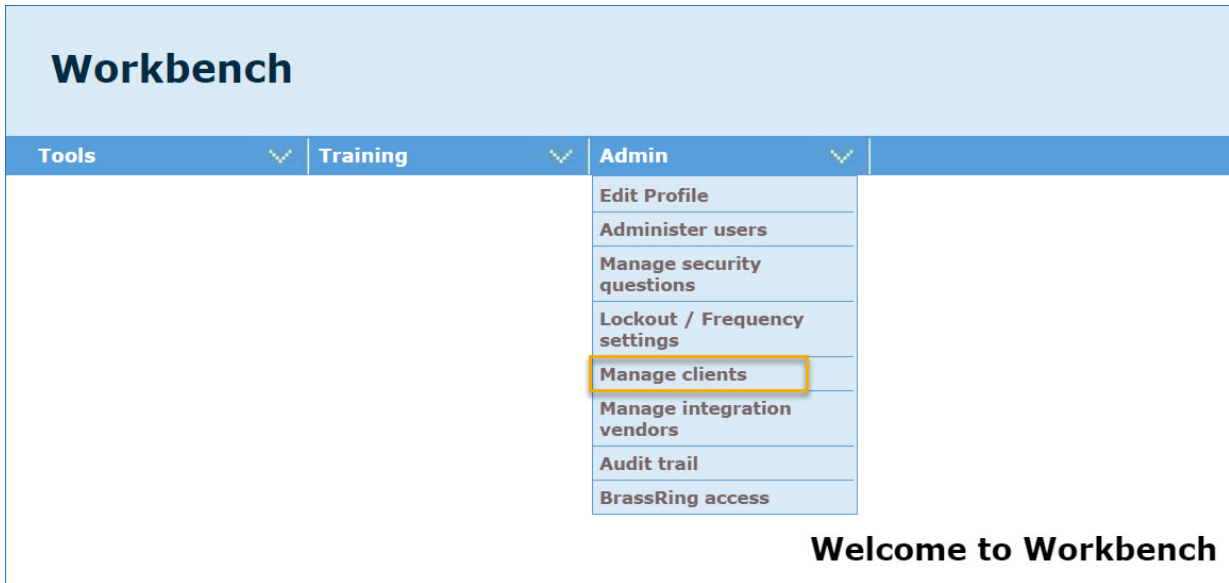 Workbench
Tools
Training
Admin
Edit Profile
Administer users
Manage security
questions
Lockout / Frequency
settings
Manage clients
Manage integration
vendors
Audit trail
BrassRing access
Welcome to Workbench